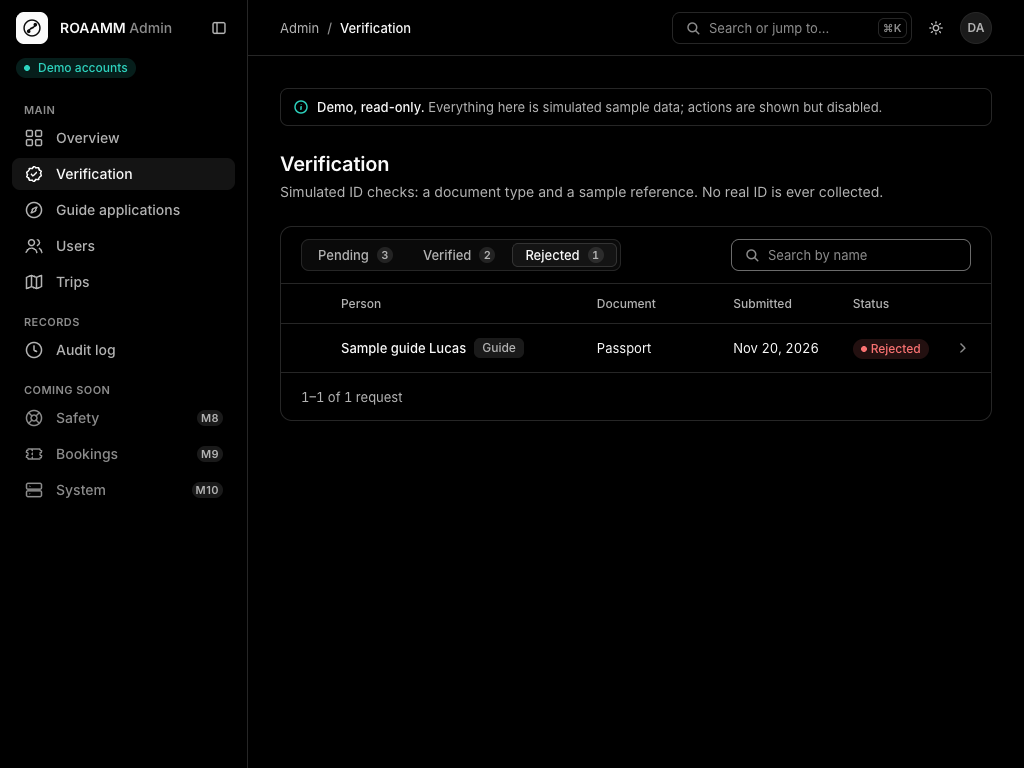 ROAAMM Admin
Demo accounts
MAIN
Overview
Verification
Guide applications
Users
Trips
RECORDS
Audit log
COMING SOON
Safety M8
Bookings M9
System M10
Admin / Verification
Search or jump to... ⌘K
DA
Demo, read-only. Everything here is simulated sample data; actions are shown but disabled.
Verification
Simulated ID checks: a document type and a sample reference. No real ID is ever collected.
Pending 3 Verified 2 Rejected 1
Search by name
Person Document Submitted Status
Sample guide Lucas Guide Passport Nov 20, 2026 Rejected
1–1 of 1 request